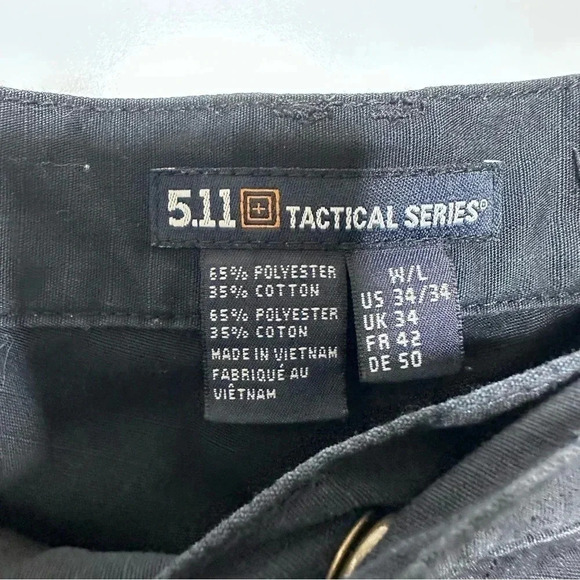 5.11 TACTICAL SERIES®
65% POLYESTER
35% COTTON
65% POLYESTER
35% COTON
MADE IN VIETNAM
FABRIQUÉ AU
VIÊTNAM
W/L
US 34/34
UK 34
FR 42
DE 50